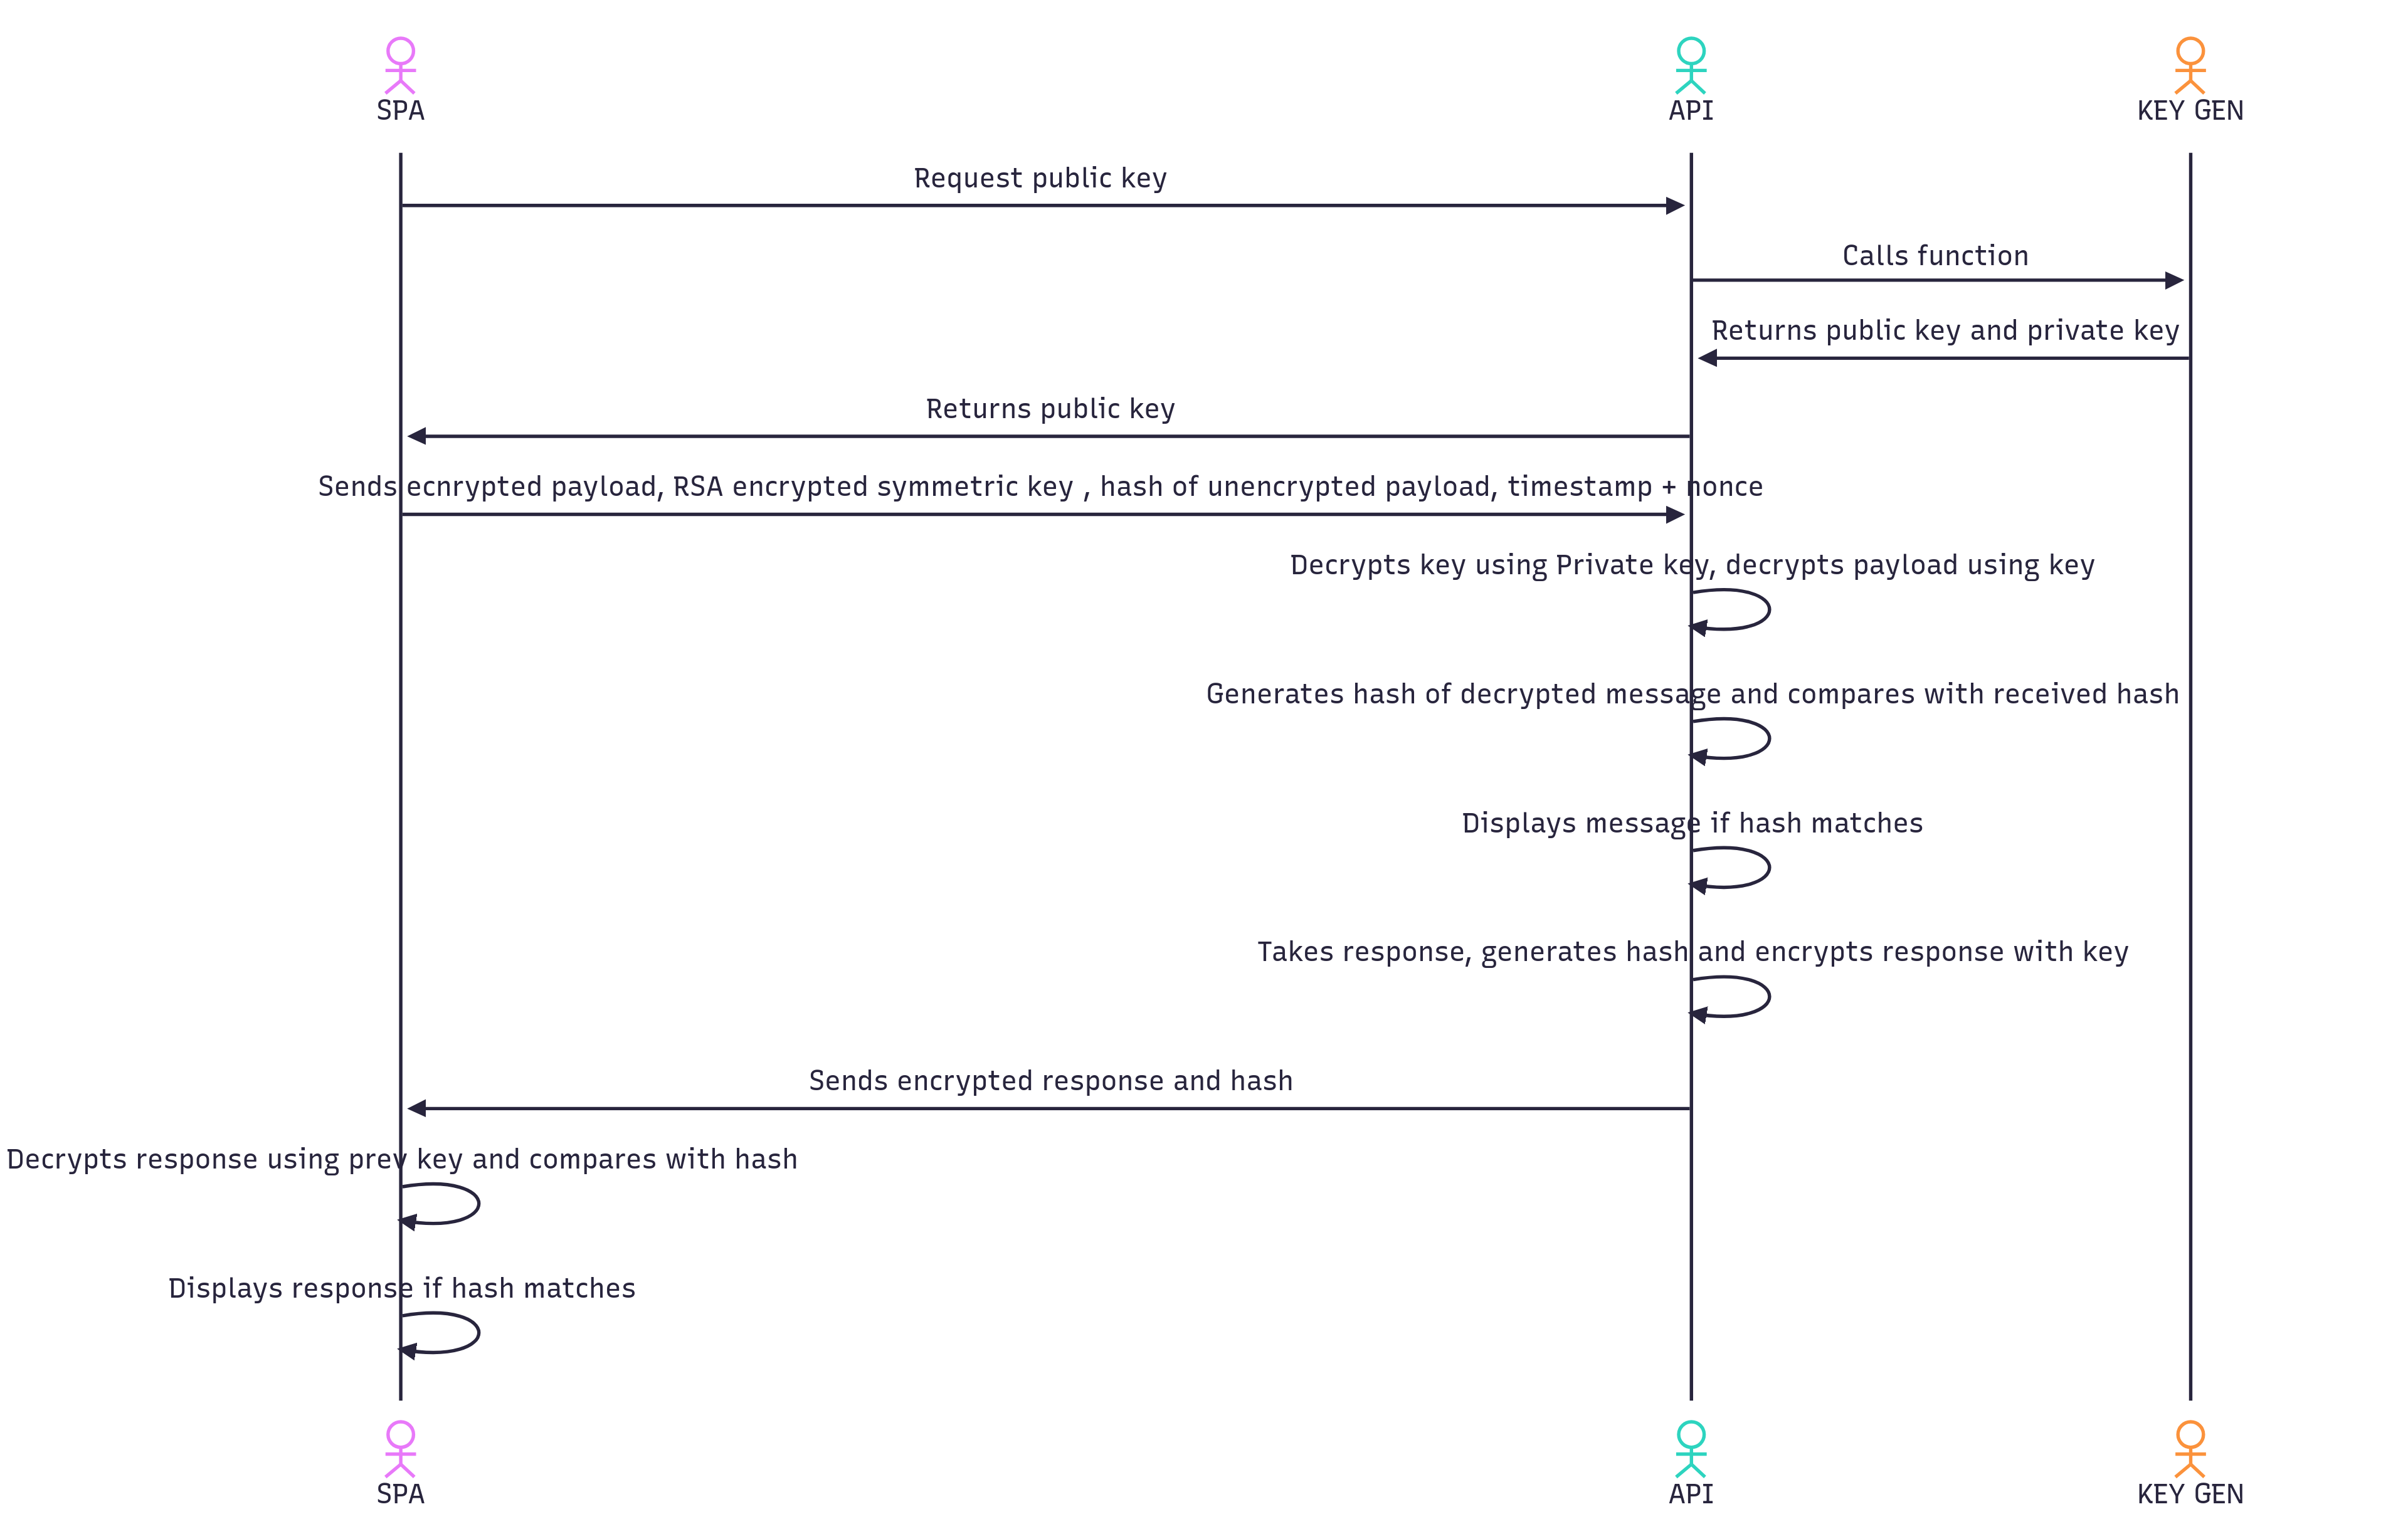 SPA
API
KEY GEN
Request public key
Calls function
Returns public key and private key
Returns public key
Sends ecnrypted payload, RSA encrypted symmetric key , hash of unencrypted payload, timestamp + nonce
Decrypts key using Private key, decrypts payload using key
Generates hash of decrypted message and compares with received hash
Displays message if hash matches
Takes response, generates hash and encrypts response with key
Sends encrypted response and hash
Decrypts response using prev key and compares with hash
Displays response if hash matches
SPA
API
KEY GEN